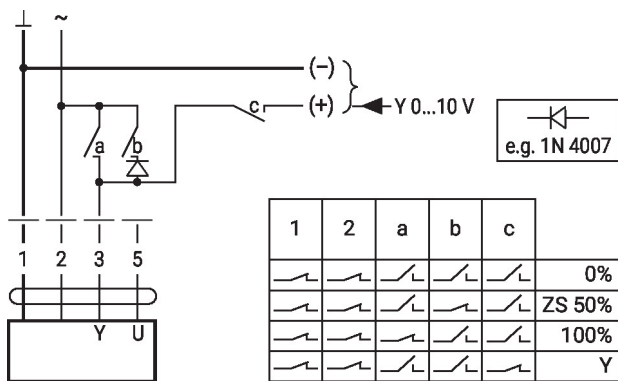 ⊥ ~
(–)
c (+) Y 0...10 V
a b
e.g. 1N 4007
1 2 3 5
Y U
1 2 a b c
0%
ZS 50%
100%
Y